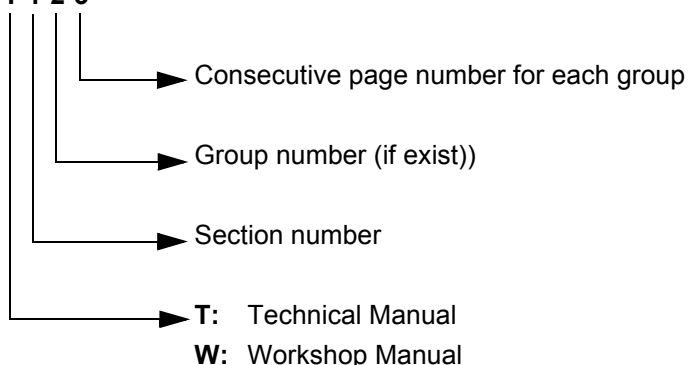 Consecutive page number for each group
Group number (if exist))
Section number
T: Technical Manual
W: Workshop Manual